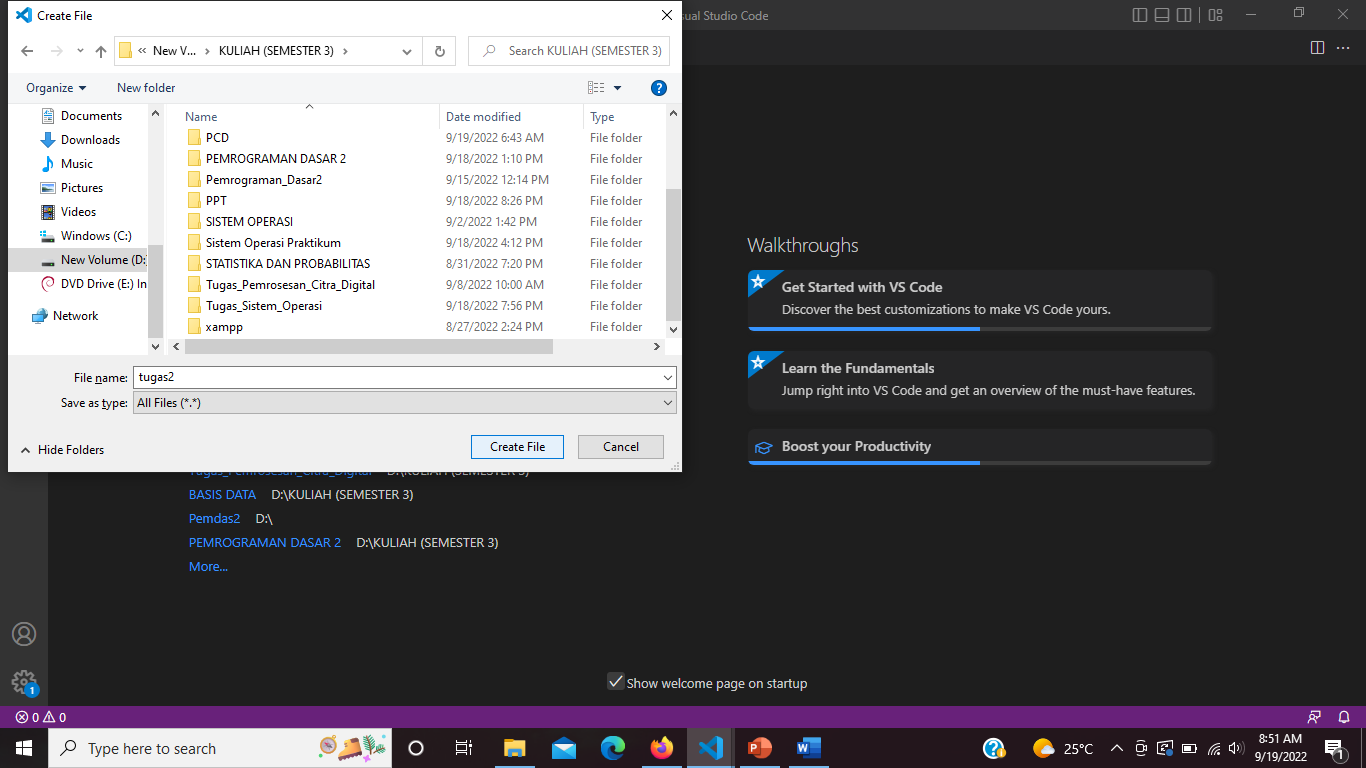 Create File
Visual Studio Code
« New V... > KULIAH (SEMESTER 3) >
Search KULIAH (SEMESTER 3)
Organize
New folder
Documents
Downloads
Music
Pictures
Videos
Windows (C:)
New Volume (D:
DVD Drive (E:) In
Network
Name Date modified Type
PCD 9/19/2022 6:43 AM File folder
PEMROGRAMAN DASAR 2 9/18/2022 1:10 PM File folder
Pemrograman_Dasar2 9/15/2022 12:14 PM File folder
PPT 9/18/2022 8:26 PM File folder
SISTEM OPERASI 9/2/2022 1:42 PM File folder
Sistem Operasi Praktikum 9/18/2022 4:12 PM File folder
STATISTIKA DAN PROBABILITAS 8/31/2022 7:20 PM File folder
Tugas_Pemrosesan_Citra_Digital 9/8/2022 10:00 AM File folder
Tugas_Sistem_Operasi 9/18/2022 7:56 PM File folder
xampp 8/27/2022 2:24 PM File folder
File name: tugas2
Save as type: All Files (*.*)
Hide Folders
Create File
Cancel
Tugas_Pemrosesan_Citra_Digital D:\KULIAH (SEMESTER 3)
BASIS DATA D:\KULIAH (SEMESTER 3)
Pemdas2 D:\
PEMROGRAMAN DASAR 2 D:\KULIAH (SEMESTER 3)
More...
Walkthroughs
Get Started with VS Code
Discover the best customizations to make VS Code yours.
Learn the Fundamentals
Jump right into VS Code and get an overview of the must-have features.
Boost your Productivity
Show welcome page on startup
1
0 0
Type here to search
25°C
8:51 AM
9/19/2022
1